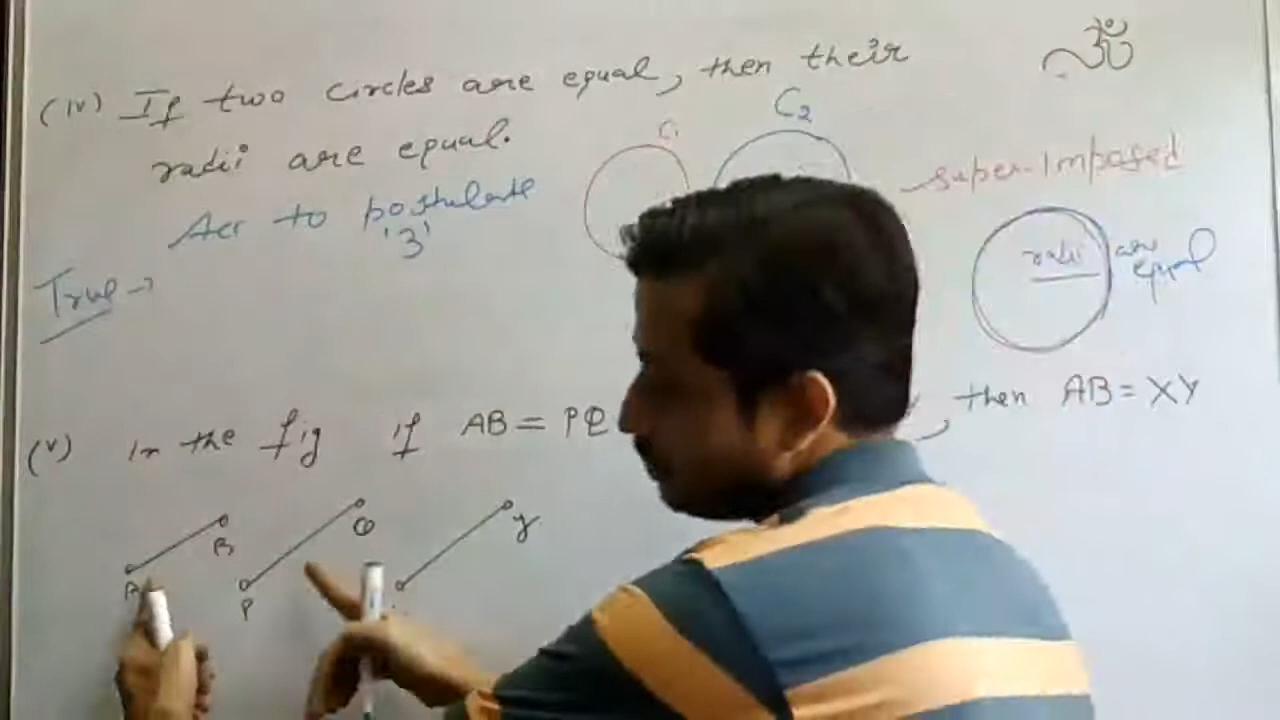 ॐ
(iv) If two circles are equal, then their
radii are equal.
C1
C2
super-Imposed
Acc to postulate
'3'
True →
radii are
equal
(v) In the fig if AB = PQ , then AB = XY
A B P Q y